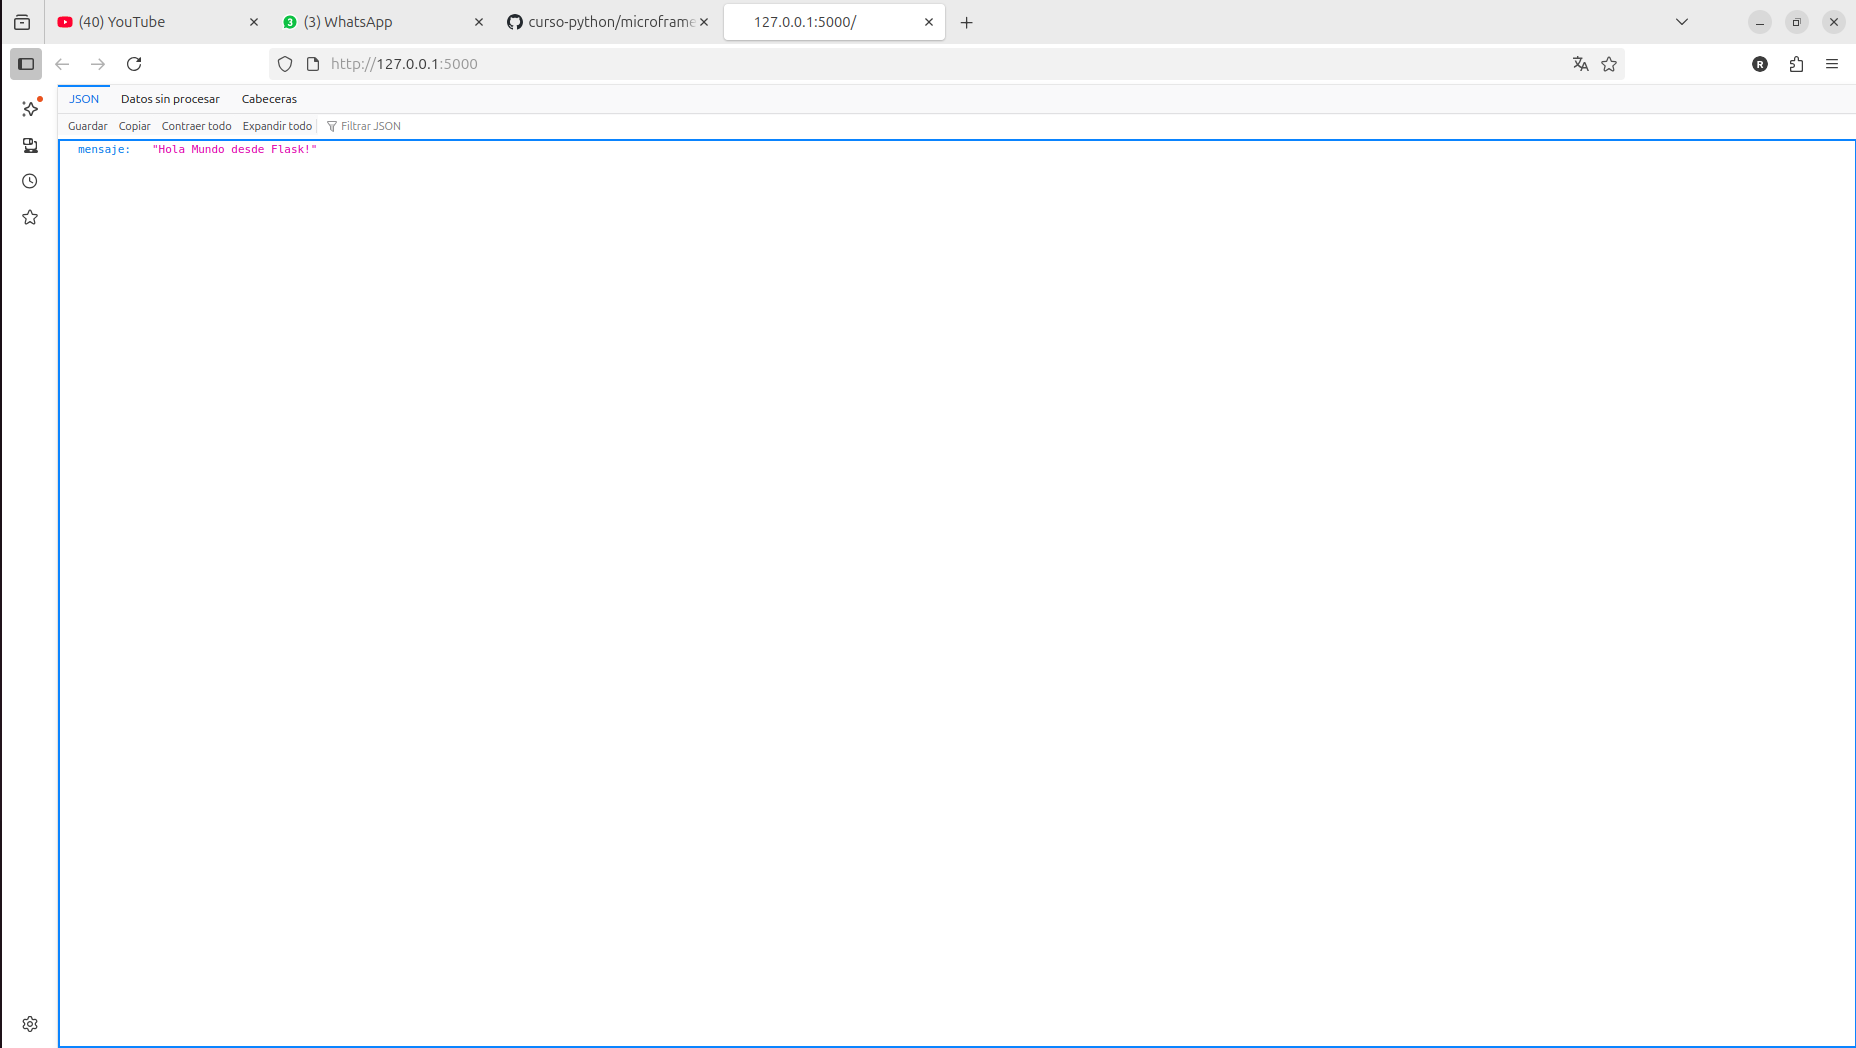 (40) YouTube
(3) WhatsApp
curso-python/microframe
127.0.0.1:5000/
http://127.0.0.1:5000
R
JSON
Datos sin procesar
Cabeceras
Guardar
Copiar
Contraer todo
Expandir todo
Filtrar JSON
mensaje: "Hola Mundo desde Flask!"